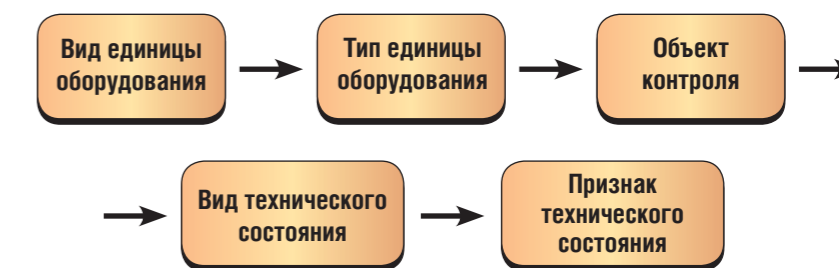 Вид единицы
оборудования
Тип единицы
оборудования
Объект
контроля
Вид технического
состояния
Признак
технического
состояния